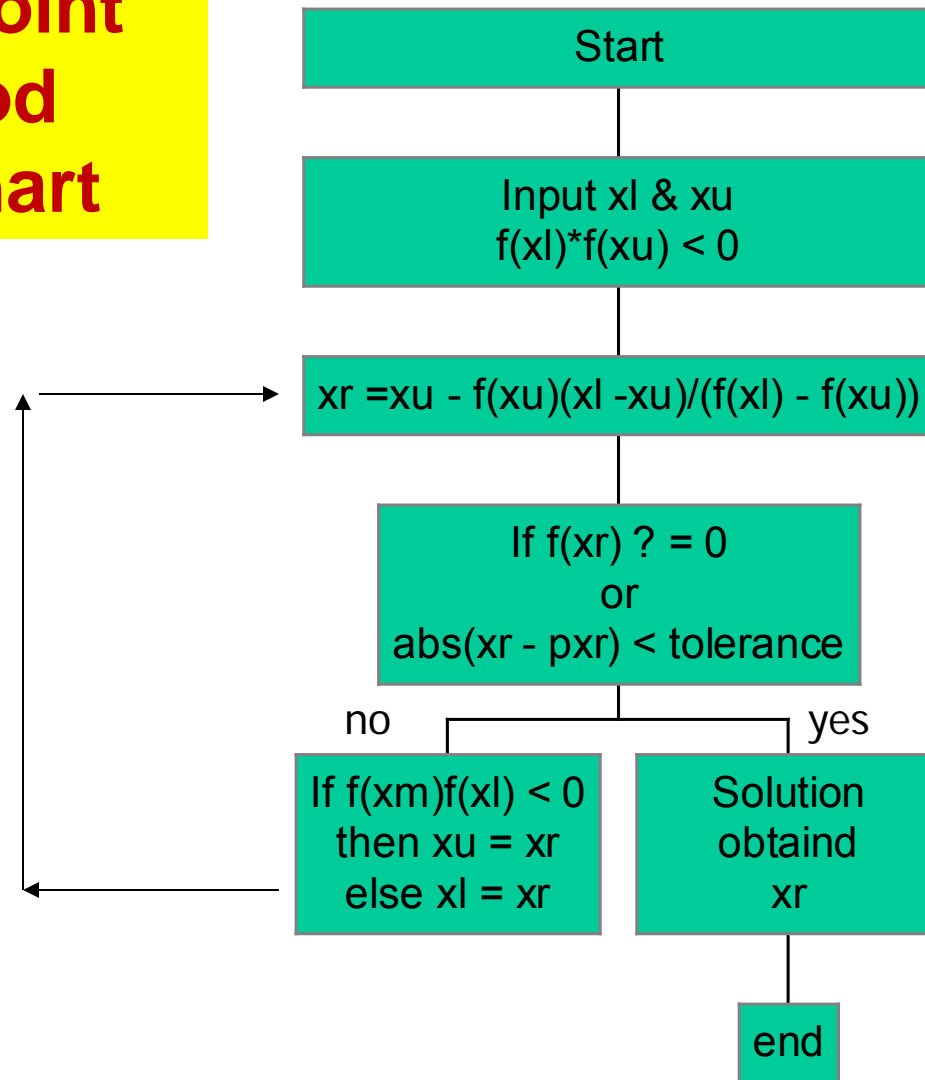 od
Start
Input xl & xu
f(xl)*f(xu) < 0
xr =xu - f(xu)(xl -xu)/(f(xl) - f(xu))
If f(xr) ? = 0
or
abs(xr - pxr) < tolerance
no
yes
If f(xm)f(xl) < 0
then xu = xr
else xl = xr
Solution
obtaind
xr
end